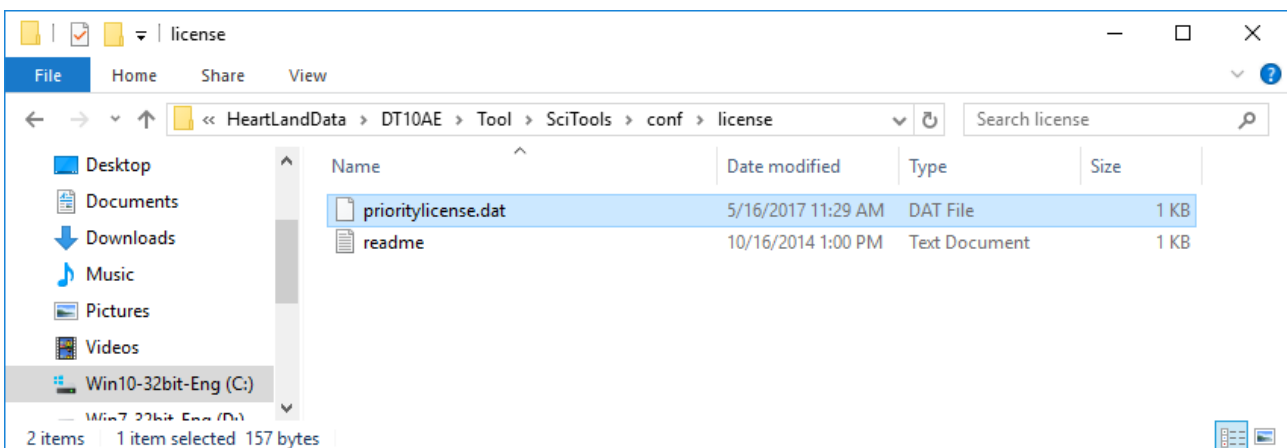 license
File Home Share View
« HeartLandData > DT10AE > Tool > SciTools > conf > license Search license
Desktop
Documents
Downloads
Music
Pictures
Videos
Win10-32bit-Eng (C:)
Win7-32bit-Eng (D:)
Name Date modified Type Size
prioritylicense.dat 5/16/2017 11:29 AM DAT File 1 KB
readme 10/16/2014 1:00 PM Text Document 1 KB
2 items 1 item selected 157 bytes